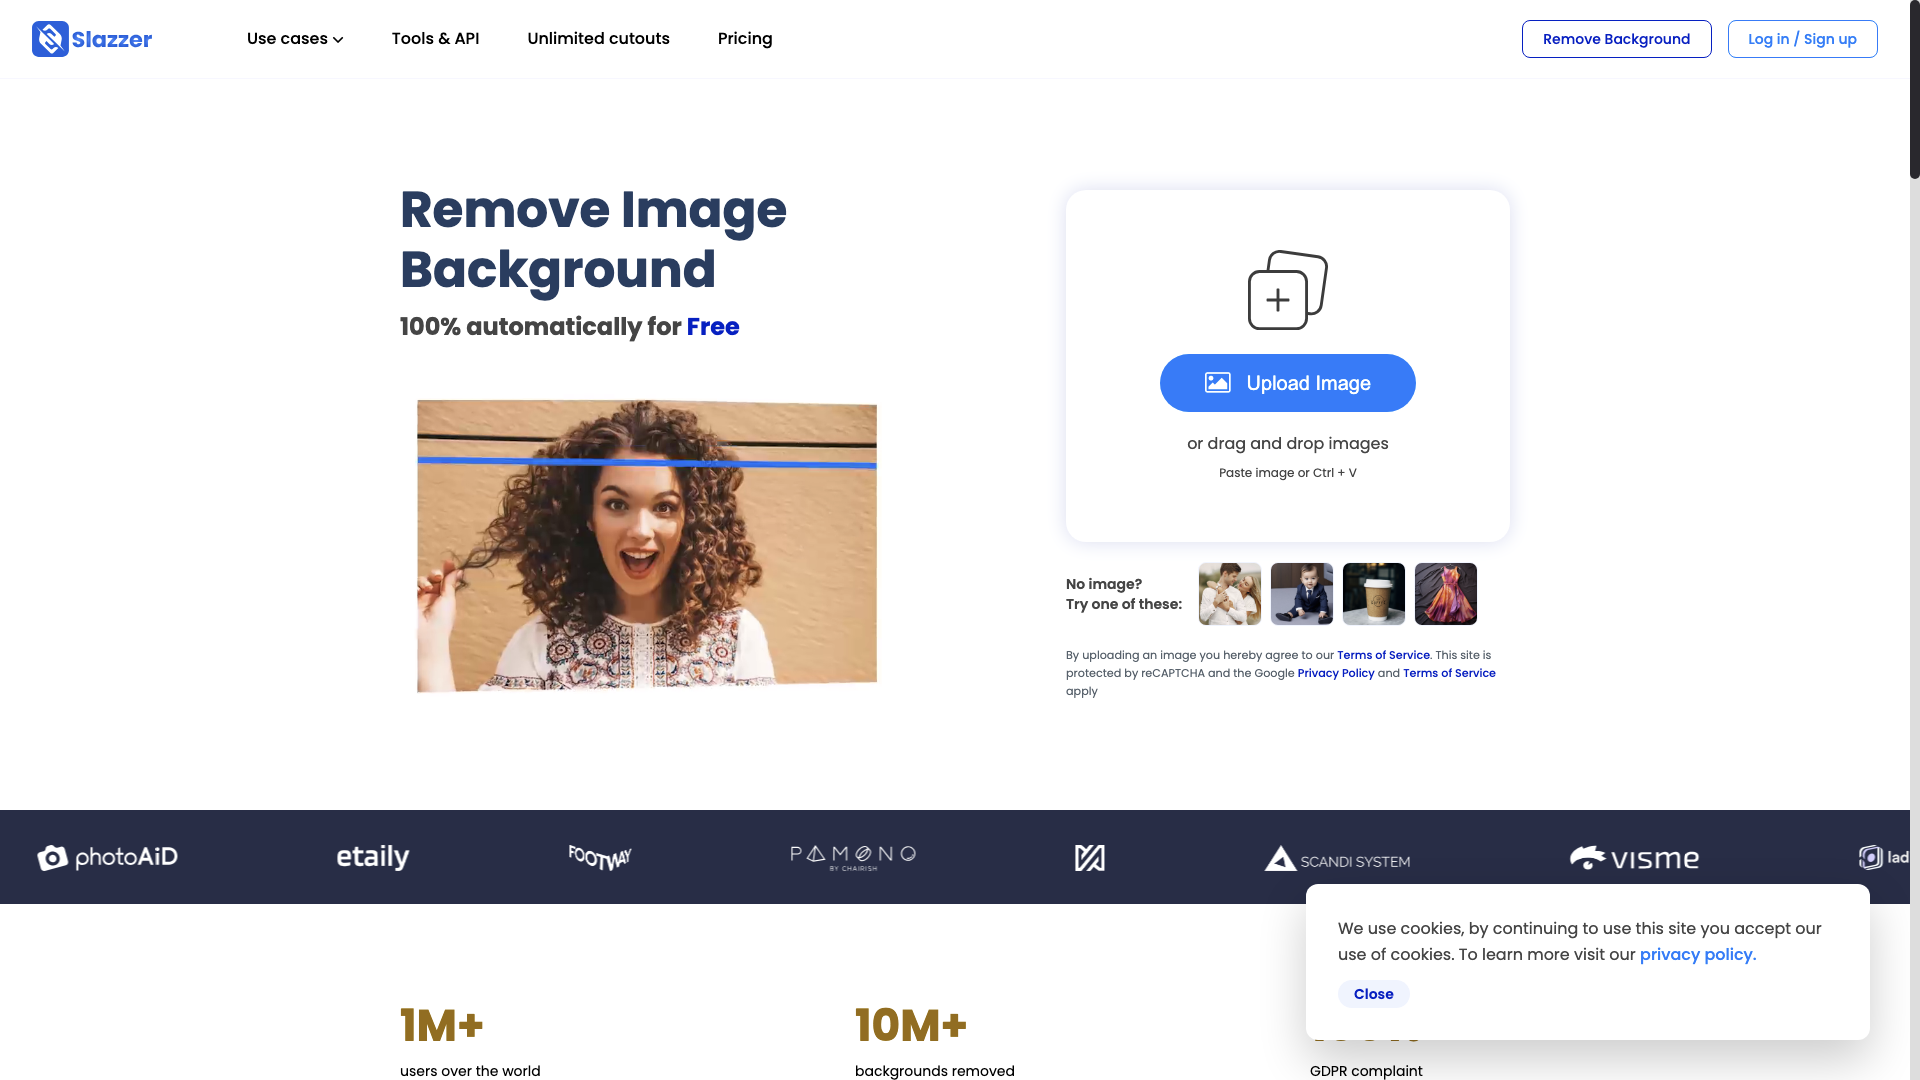 Slazzer
Use cases
Tools & API
Unlimited cutouts
Pricing
Remove Background
Log in / Sign up
Remove Image
Background
100% automatically for Free
Upload Image
or drag and drop images
Paste image or Ctrl + V
No image?
Try one of these:
By uploading an image you hereby agree to our Terms of Service. This site is
protected by reCAPTCHA and the Google Privacy Policy and Terms of Service
apply
photoAiD
etaily
FOOTWAY
PAMONO
BY CHAIRISH
SCANDI SYSTEM
visme
lad
We use cookies, by continuing to use this site you accept our
use of cookies. To learn more visit our privacy policy.
Close
1M+
users over the world
10M+
backgrounds removed
GDPR complaint